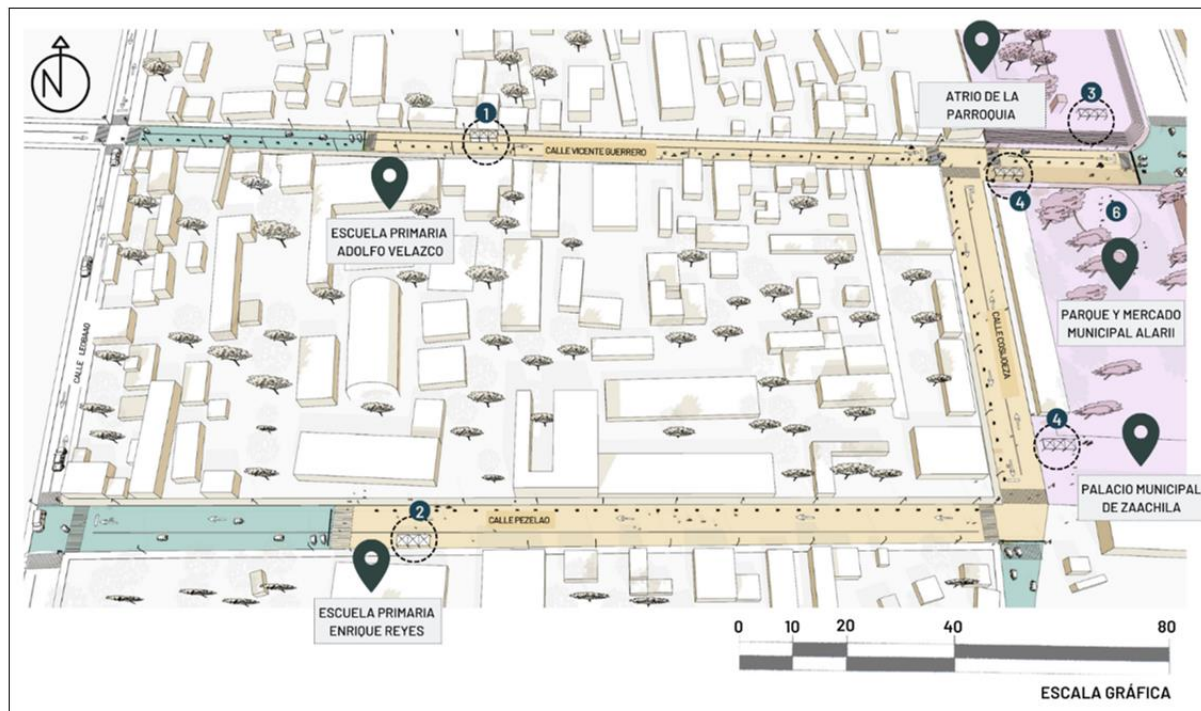 N
ATRIO DE LA
PARROQUIA
3
1
CALLE VICENTE GUERRERO
4
ESCUELA PRIMARIA
ADOLFO VELAZCO
6
PARQUE Y MERCADO
MUNICIPAL ALARII
CALLE LERDAO
CALLE COSIJOEZA
4
PALACIO MUNICIPAL
DE ZAACHILA
2
CALLE PEZELAO
ESCUELA PRIMARIA
ENRIQUE REYES
0 10 20 40 80
ESCALA GRÁFICA